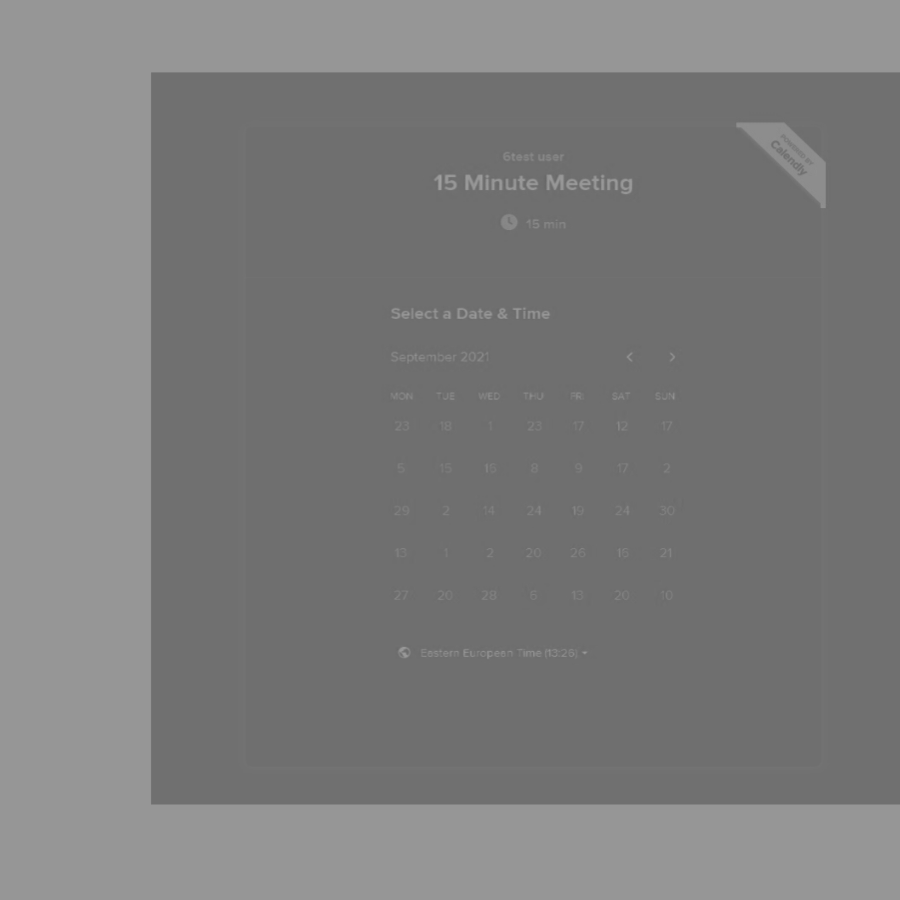 6test user
15 Minute Meeting
15 min
POWERED BY
Calendly
Select a Date & Time
September 2021
MON TUE WED THU FRI SAT SUN
23 18 1 23 17 12 17
5 15 16 8 9 17 2
29 2 14 24 19 24 30
13 1 2 20 26 15 21
27 20 28 6 13 20 10
Eastern European Time (13:26)